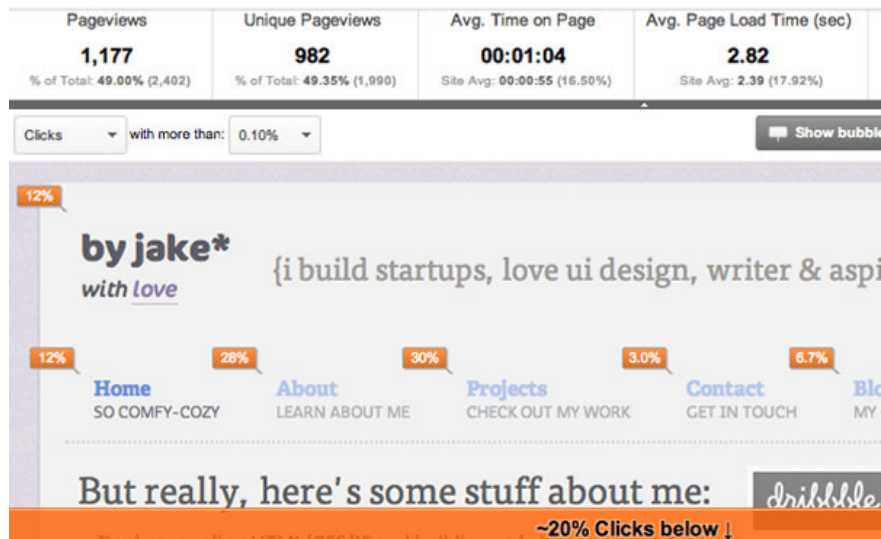 Pageviews Unique Pageviews Avg. Time on Page Avg. Page Load Time (sec)
1,177 982 00:01:04 2.82
% of Total: 49.00% (2,402) % of Total: 49.35% (1,990) Site Avg: 00:00:55 (16.50%) Site Avg: 2.39 (17.92%)
Clicks with more than: 0.10% Show bubble
12%
by jake*
with love
{i build startups, love ui design, writer & aspi
12% 28% 30% 3.0% 6.7%
Home About Projects Contact Blo
SO COMFY-COZY LEARN ABOUT ME CHECK OUT MY WORK GET IN TOUCH MY
But really, here's some stuff about me: dribbble
~20% Clicks below ↓